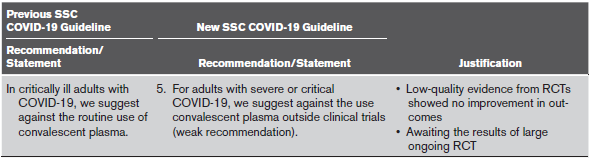 Previous SSC
COVID-19 Guideline
New SSC COVID-19 Guideline
Recommendation/
Statement
Recommendation/Statement
Justification
In critically ill adults with
COVID-19, we suggest
against the routine use of
convalescent plasma.
5. For adults with severe or critical
COVID-19, we suggest against the use
convalescent plasma outside clinical trials
(weak recommendation).
• Low-quality evidence from RCTs
showed no improvement in out-
comes
• Awaiting the results of large
ongoing RCT